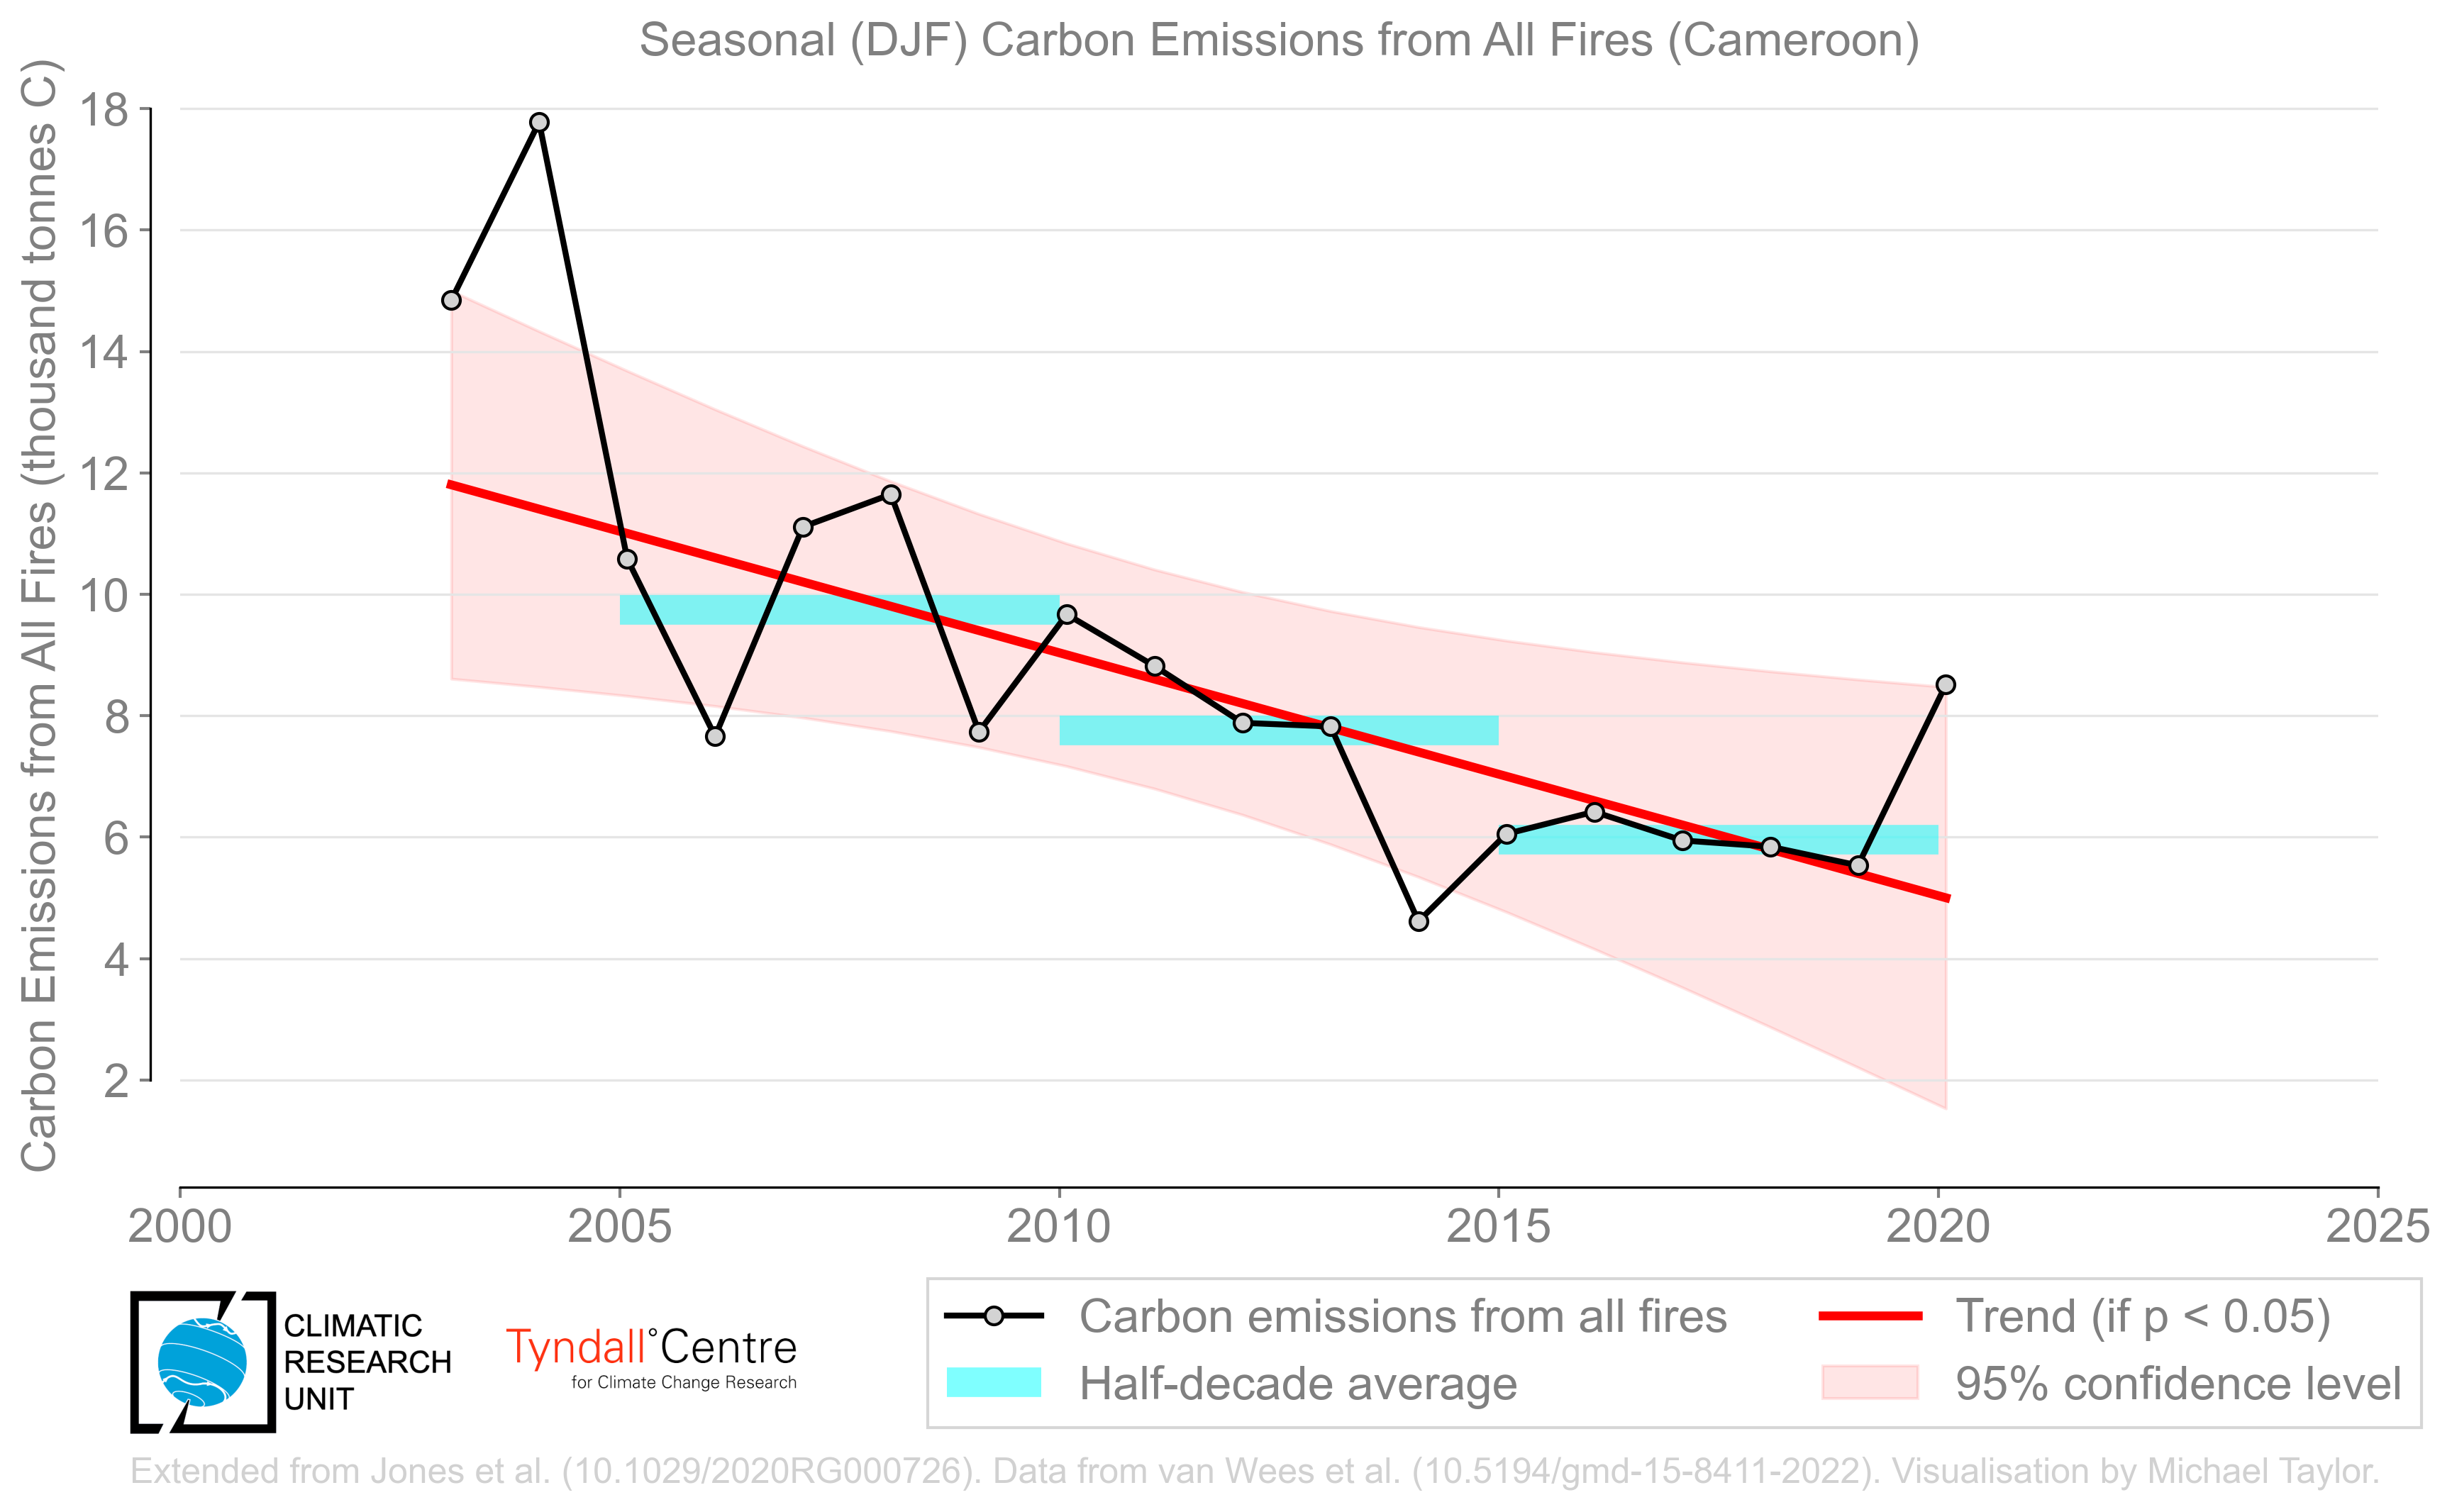 Seasonal (DJF) Carbon Emissions from All Fires (Cameroon)
Carbon Emissions from All Fires (thousand tonnes C)
18
16
14
12
10
8
6
4
2
2000 2005 2010 2015 2020 2025
CLIMATIC
RESEARCH
UNIT
Tyndall°Centre
for Climate Change Research
Carbon emissions from all fires
Trend (if p < 0.05)
Half-decade average
95% confidence level
Extended from Jones et al. (10.1029/2020RG000726). Data from van Wees et al. (10.5194/gmd-15-8411-2022). Visualisation by Michael Taylor.